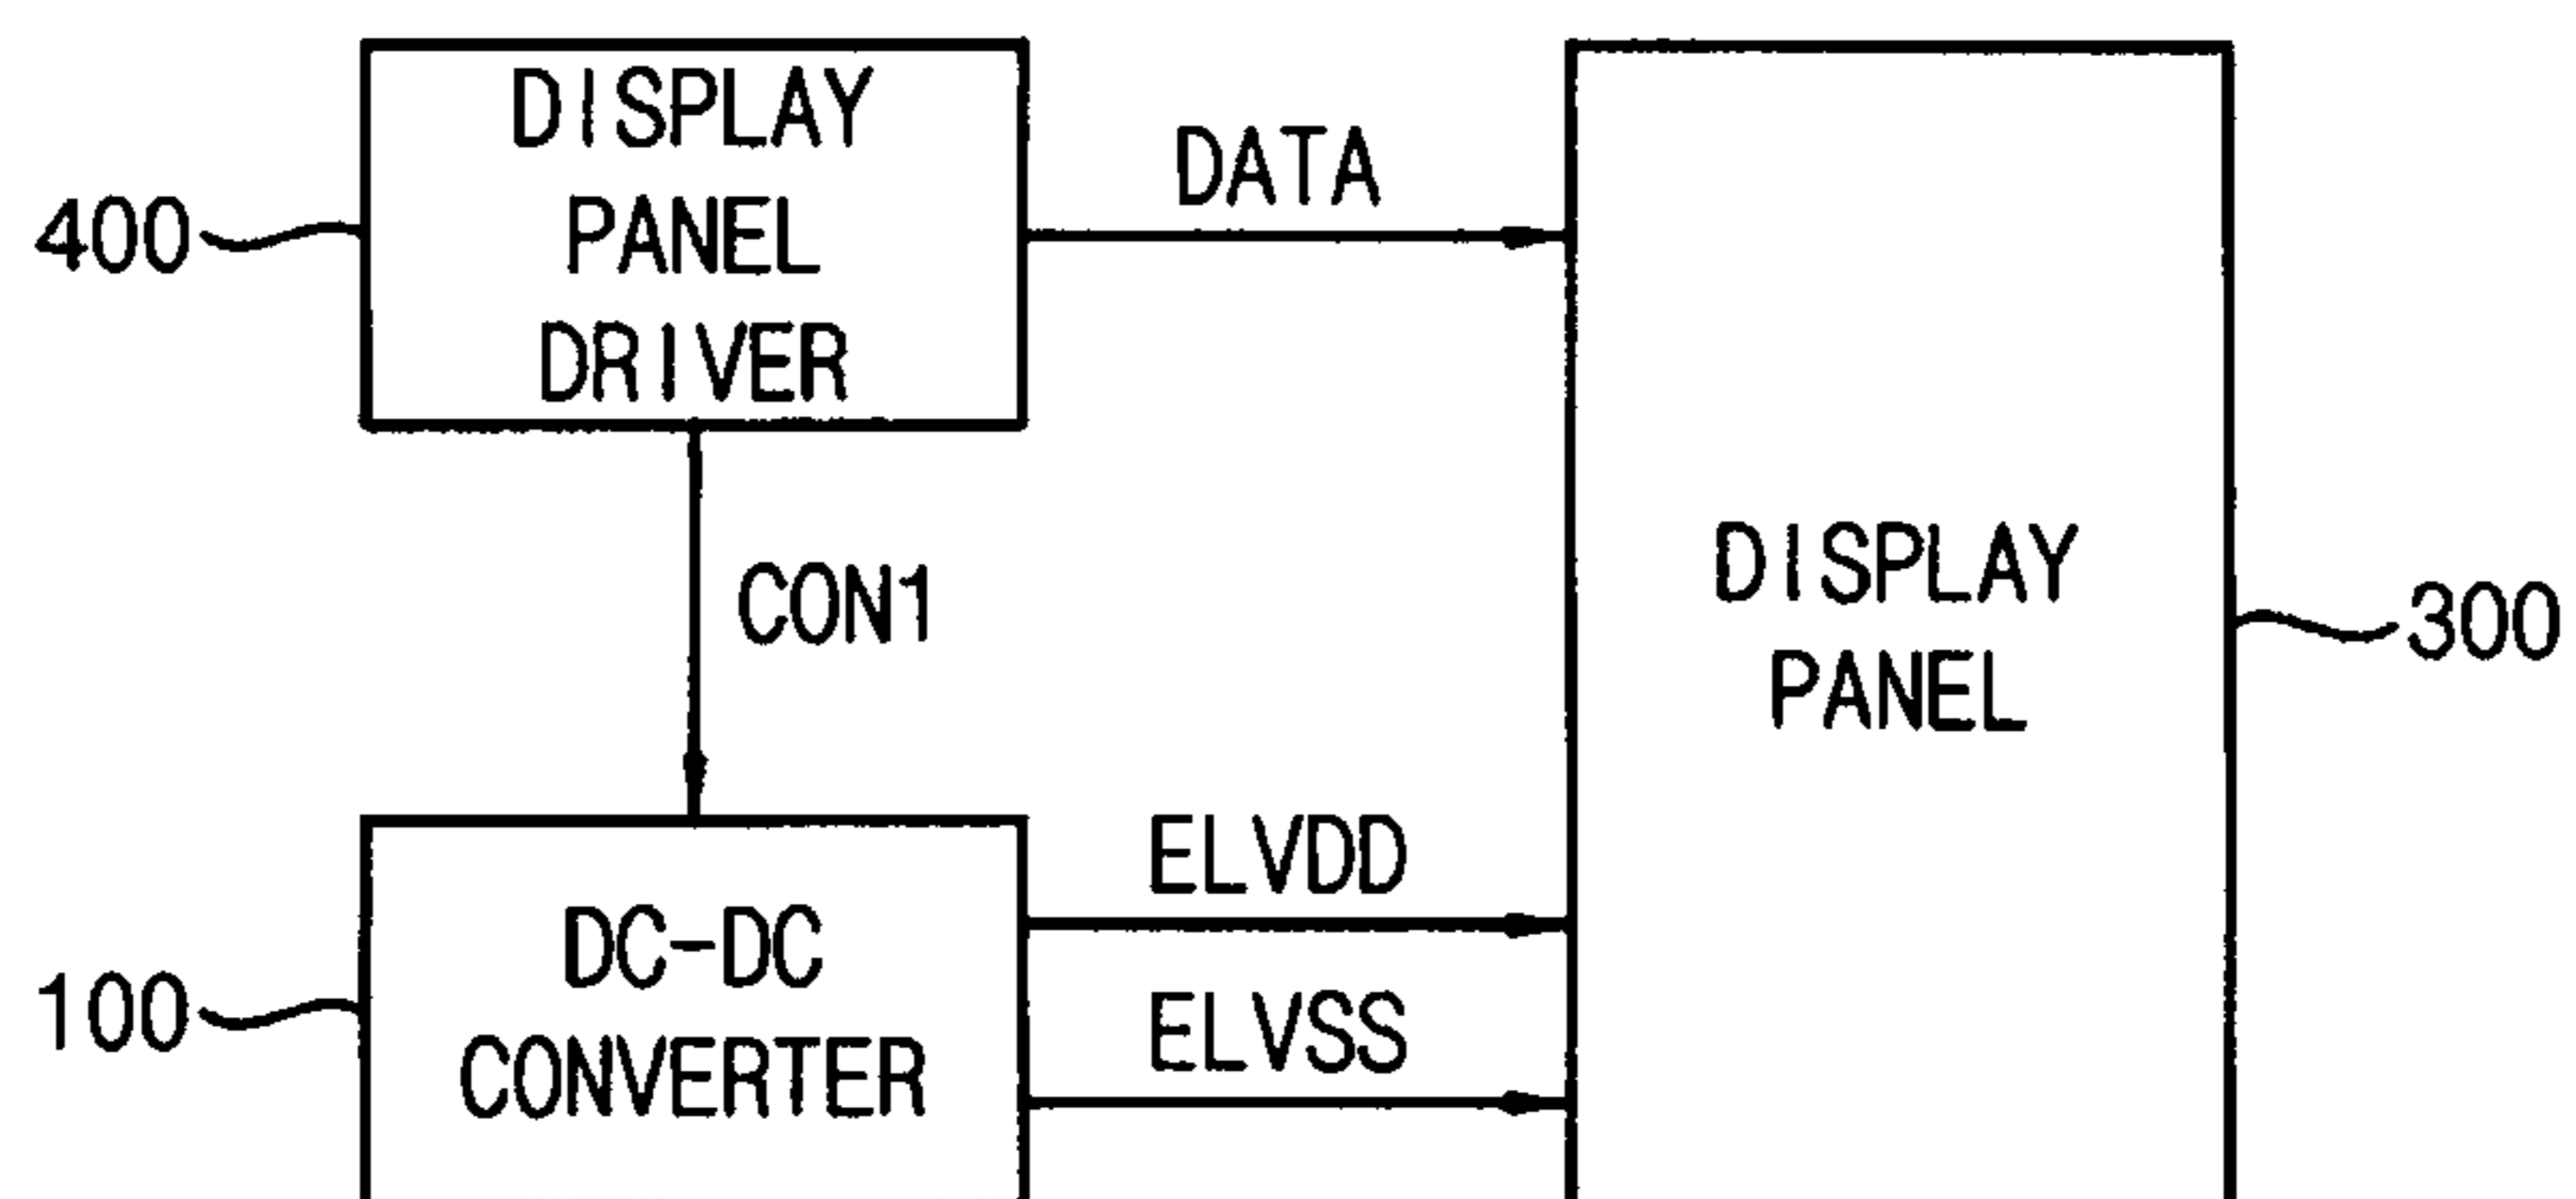 DISPLAY
PANEL
DRIVER
400
DATA
CON1
DISPLAY
PANEL
300
DC-DC
CONVERTER
100
ELVDD
ELVSS